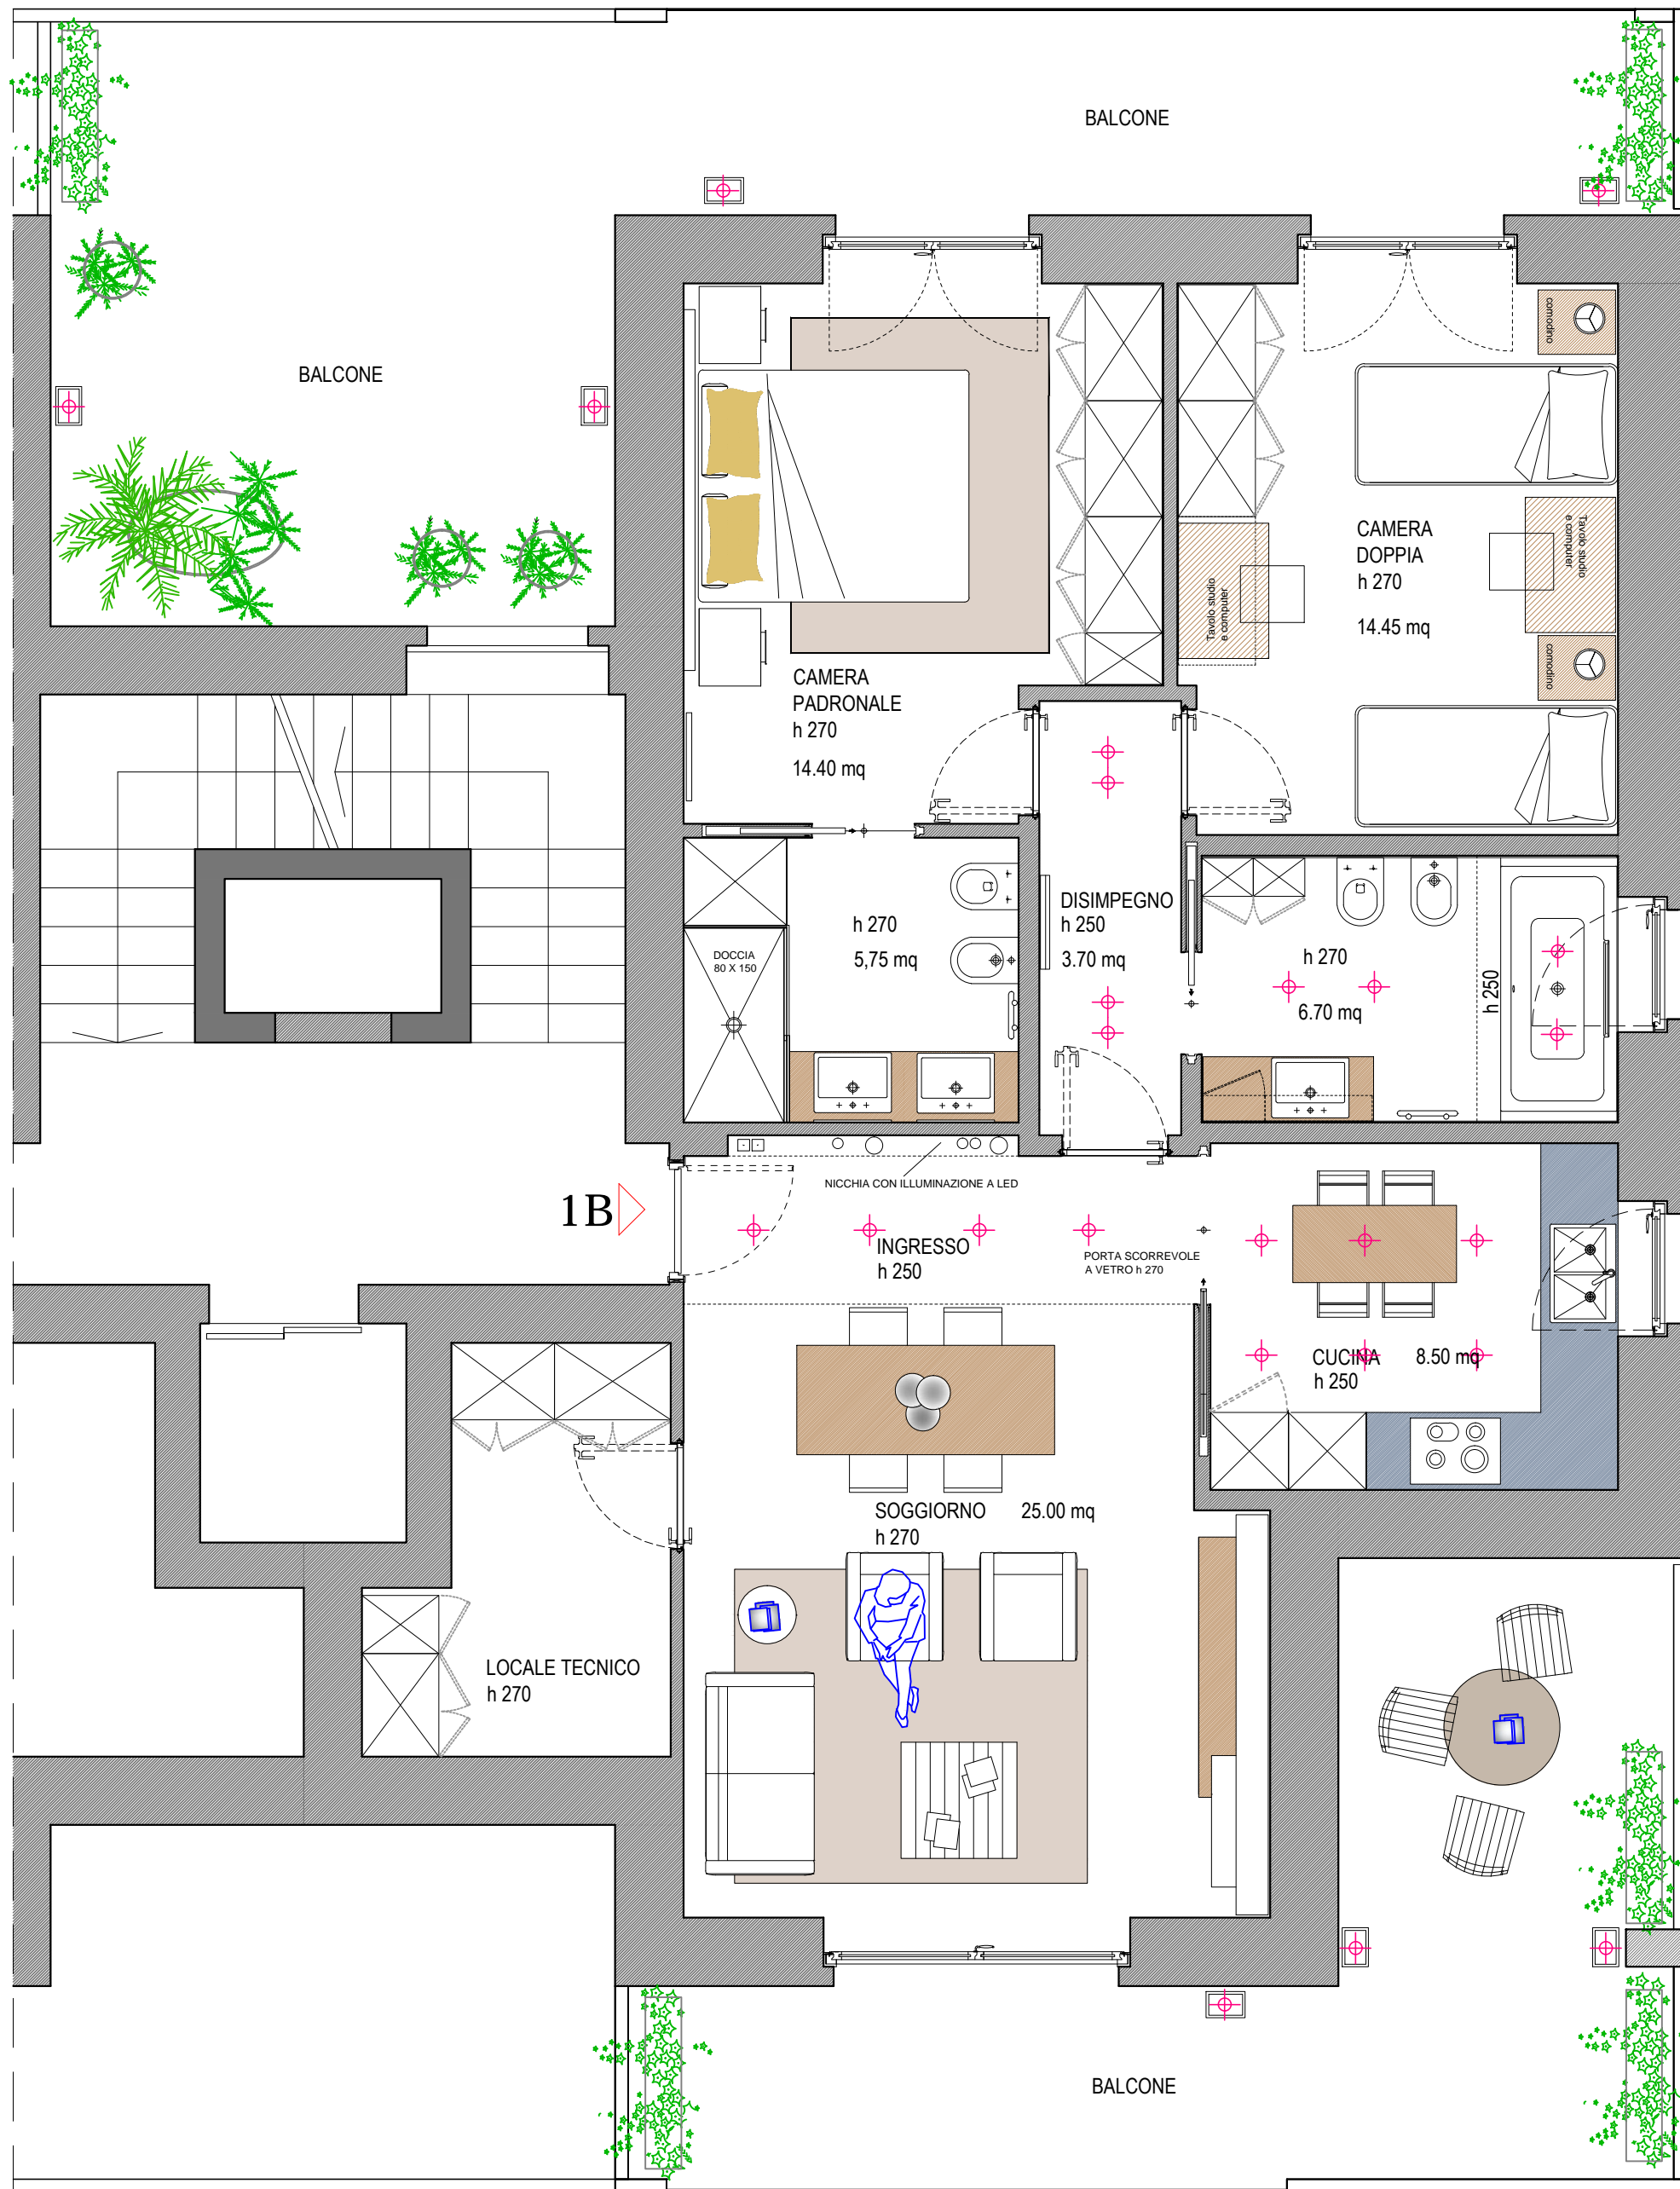 BALCONE
BALCONE
comodino
CAMERA
DOPPIA
h 270
14.45 mq
Tavolo studio
e computer
Tavolo studio
e computer
comodino
CAMERA
PADRONALE
h 270
14.40 mq
DISIMPEGNO
h 250
3.70 mq
h 270
5,75 mq
DOCCIA
80 X 150
h 270
6.70 mq
h 250
NICCHIA CON ILLUMINAZIONE A LED
1B
INGRESSO
h 250
PORTA SCORREVOLE
A VETRO h 270
CUCINA 8.50 mq
h 250
SOGGIORNO 25.00 mq
h 270
LOCALE TECNICO
h 270
BALCONE